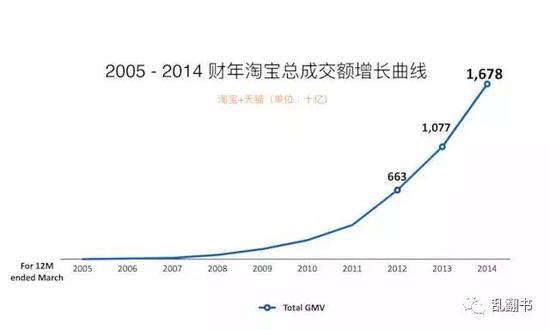 2005 - 2014 财年淘宝总成交额增长曲线
淘宝+天猫（单位：十亿）
1,678
1,077
663
For 12M
ended March
2005 2006 2007 2008 2009 2010 2011 2012 2013 2014
Total GMV
乱翻书